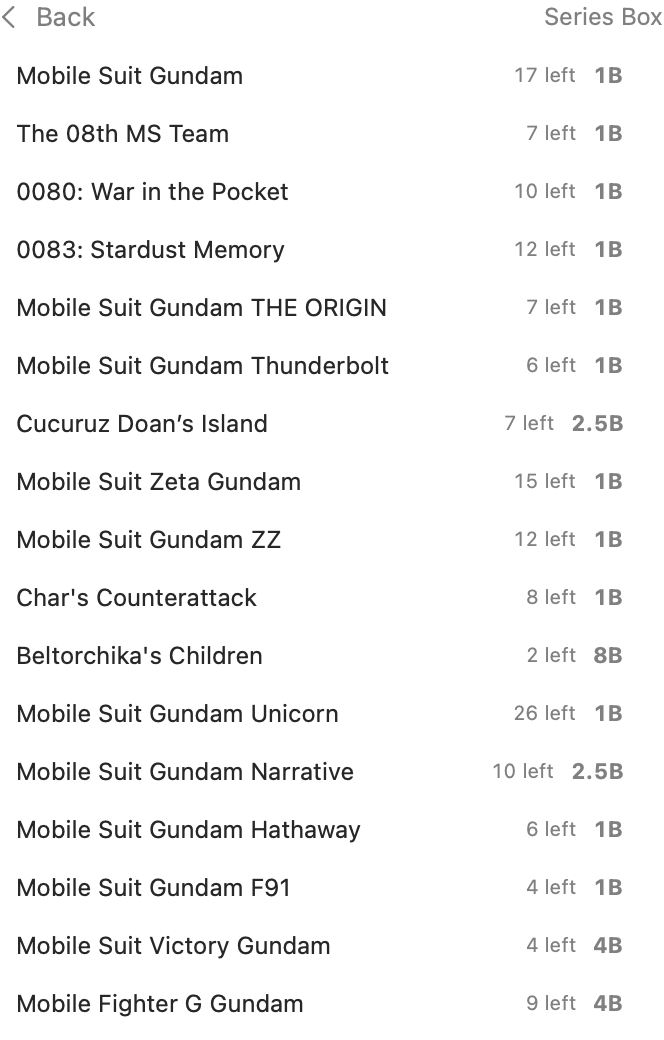 Back Series Box
Mobile Suit Gundam 17 left 1B
The 08th MS Team 7 left 1B
0080: War in the Pocket 10 left 1B
0083: Stardust Memory 12 left 1B
Mobile Suit Gundam THE ORIGIN 7 left 1B
Mobile Suit Gundam Thunderbolt 6 left 1B
Cucuruz Doan’s Island 7 left 2.5B
Mobile Suit Zeta Gundam 15 left 1B
Mobile Suit Gundam ZZ 12 left 1B
Char's Counterattack 8 left 1B
Beltorchika's Children 2 left 8B
Mobile Suit Gundam Unicorn 26 left 1B
Mobile Suit Gundam Narrative 10 left 2.5B
Mobile Suit Gundam Hathaway 6 left 1B
Mobile Suit Gundam F91 4 left 1B
Mobile Suit Victory Gundam 4 left 4B
Mobile Fighter G Gundam 9 left 4B